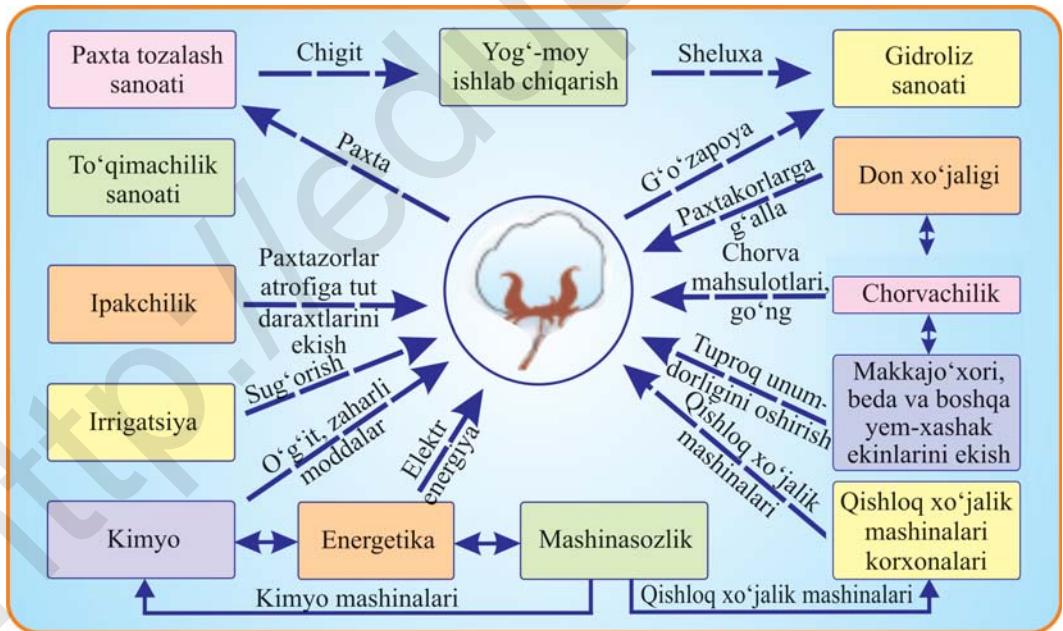 Paxta tozalash
sanoati
Chigit
Yog‘-moy
ishlab chiqarish
Sheluxa
Gidroliz
sanoati
To‘qimachilik
sanoati
Paxta
G‘o‘zapoya
Paxtakorlarga
g‘alla
Don xo‘jaligi
Ipakchilik
Paxtazorlar
atrofiga tut
daraxtlarini
ekish
Chorva
mahsulotlari,
go‘ng
Chorvachilik
Irrigatsiya
Sug‘orish
O‘g‘it, zaharli
moddalar
Elektr
energiya
Tuproq unum-
dorligini oshirish
Qishloq xo‘jalik
mashinalari
Makkajo‘xori,
beda va boshqa
yem-xashak
ekinlarini ekish
Kimyo
Energetika
Mashinasozlik
Qishloq xo‘jalik
mashinalari
korxonalari
Kimyo mashinalari
Qishloq xo‘jalik mashinalari